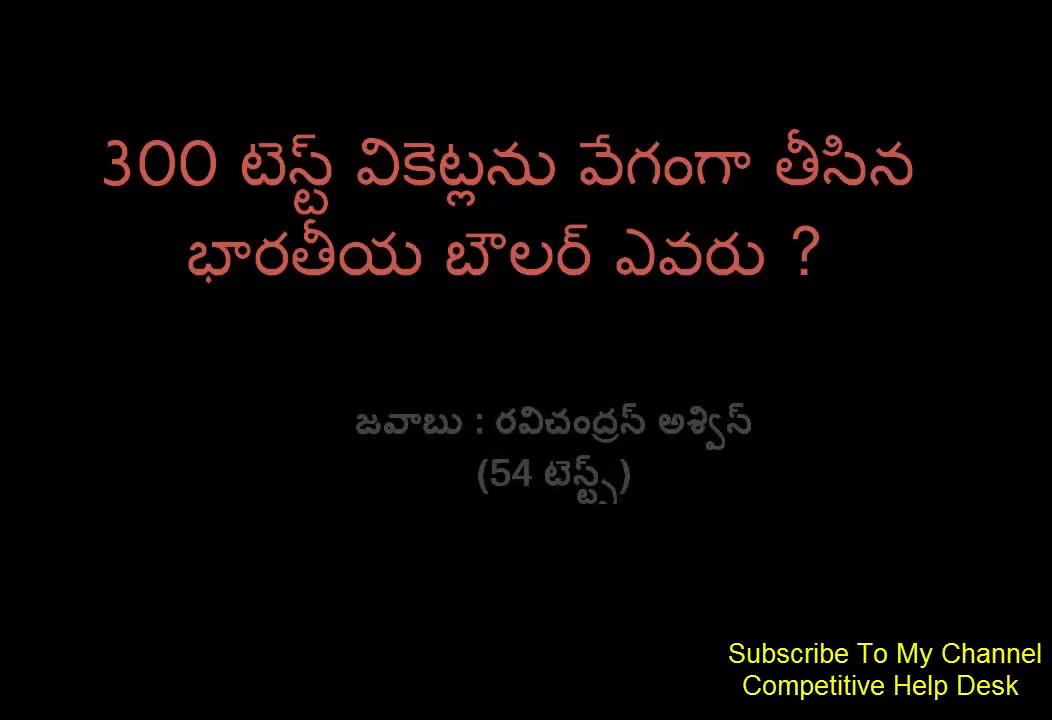 300 టెస్ట్ వికెట్లను వేగంగా తీసిన
భారతీయ బౌలర్ ఎవరు ?
జవాబు : రవిచంద్రన్ అశ్విన్
(54 టెస్ట్స్)
Subscribe To My Channel
Competitive Help Desk